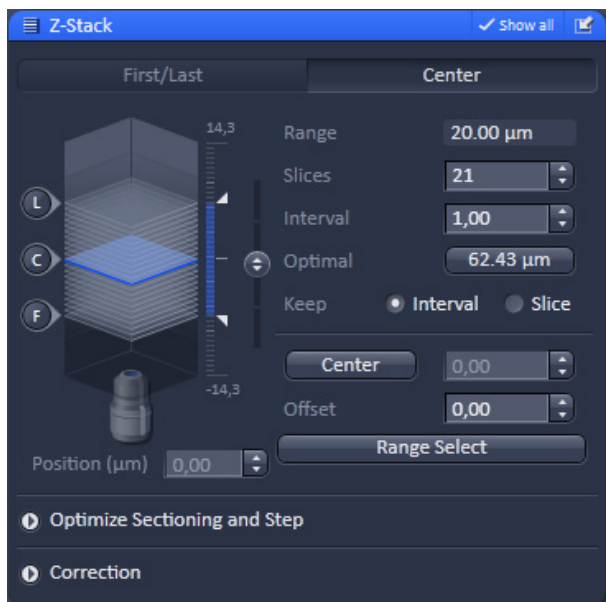 Z-Stack
Show all
First/Last
Center
14,3
L
C
F
-14,3
Position (µm)
0,00
Range
20.00 µm
Slices
21
Interval
1,00
Optimal
62.43 µm
Keep
Interval
Slice
Center
0,00
Offset
0,00
Range Select
Optimize Sectioning and Step
Correction